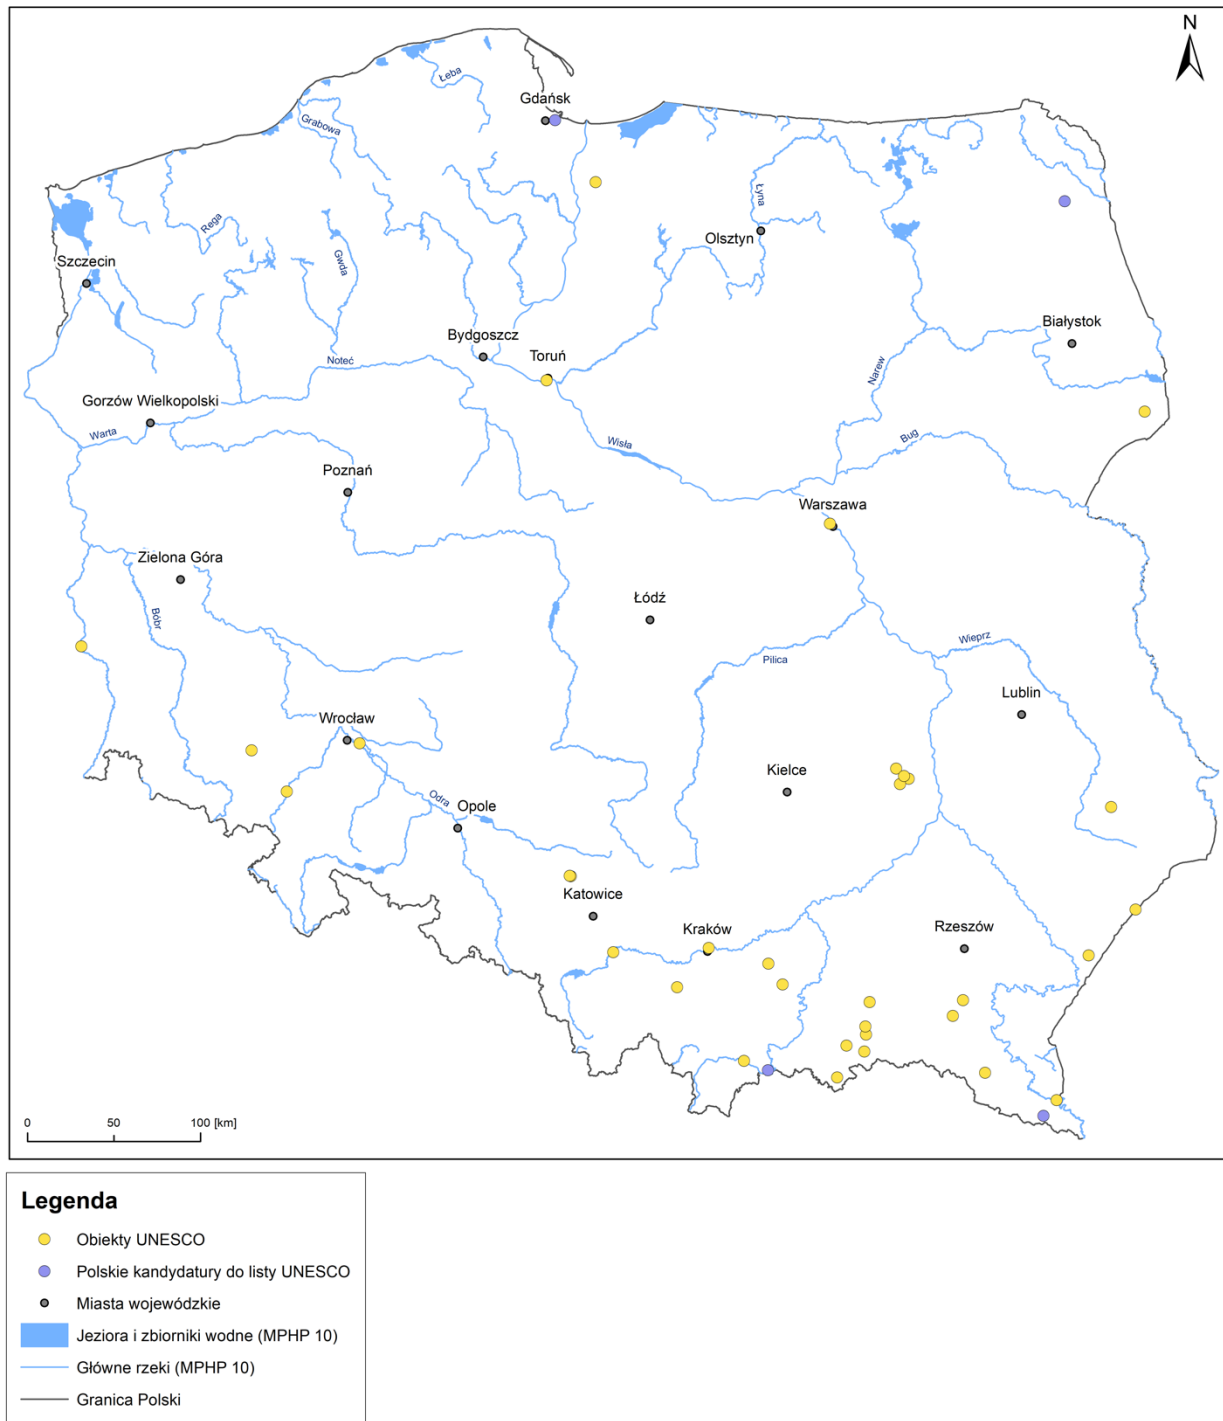 N
Łeba
Gdańsk
Grabowa
Łyna
Rega
Olsztyn
Gwda
Szczecin
Białystok
Bydgoszcz
Toruń
Noteć
Narew
Gorzów Wielkopolski
Warta
Wisła
Bug
Poznań
Warszawa
Zielona Góra
Łódź
Bóbr
Wieprz
Pilica
Lublin
Wrocław
Kielce
Odra
Opole
Katowice
Kraków
Rzeszów
0 50 100 [km]
Legenda
Obiekty UNESCO
Polskie kandydatury do listy UNESCO
Miasta wojewódzkie
Jeziora i zbiorniki wodne (MPHP 10)
Główne rzeki (MPHP 10)
Granica Polski